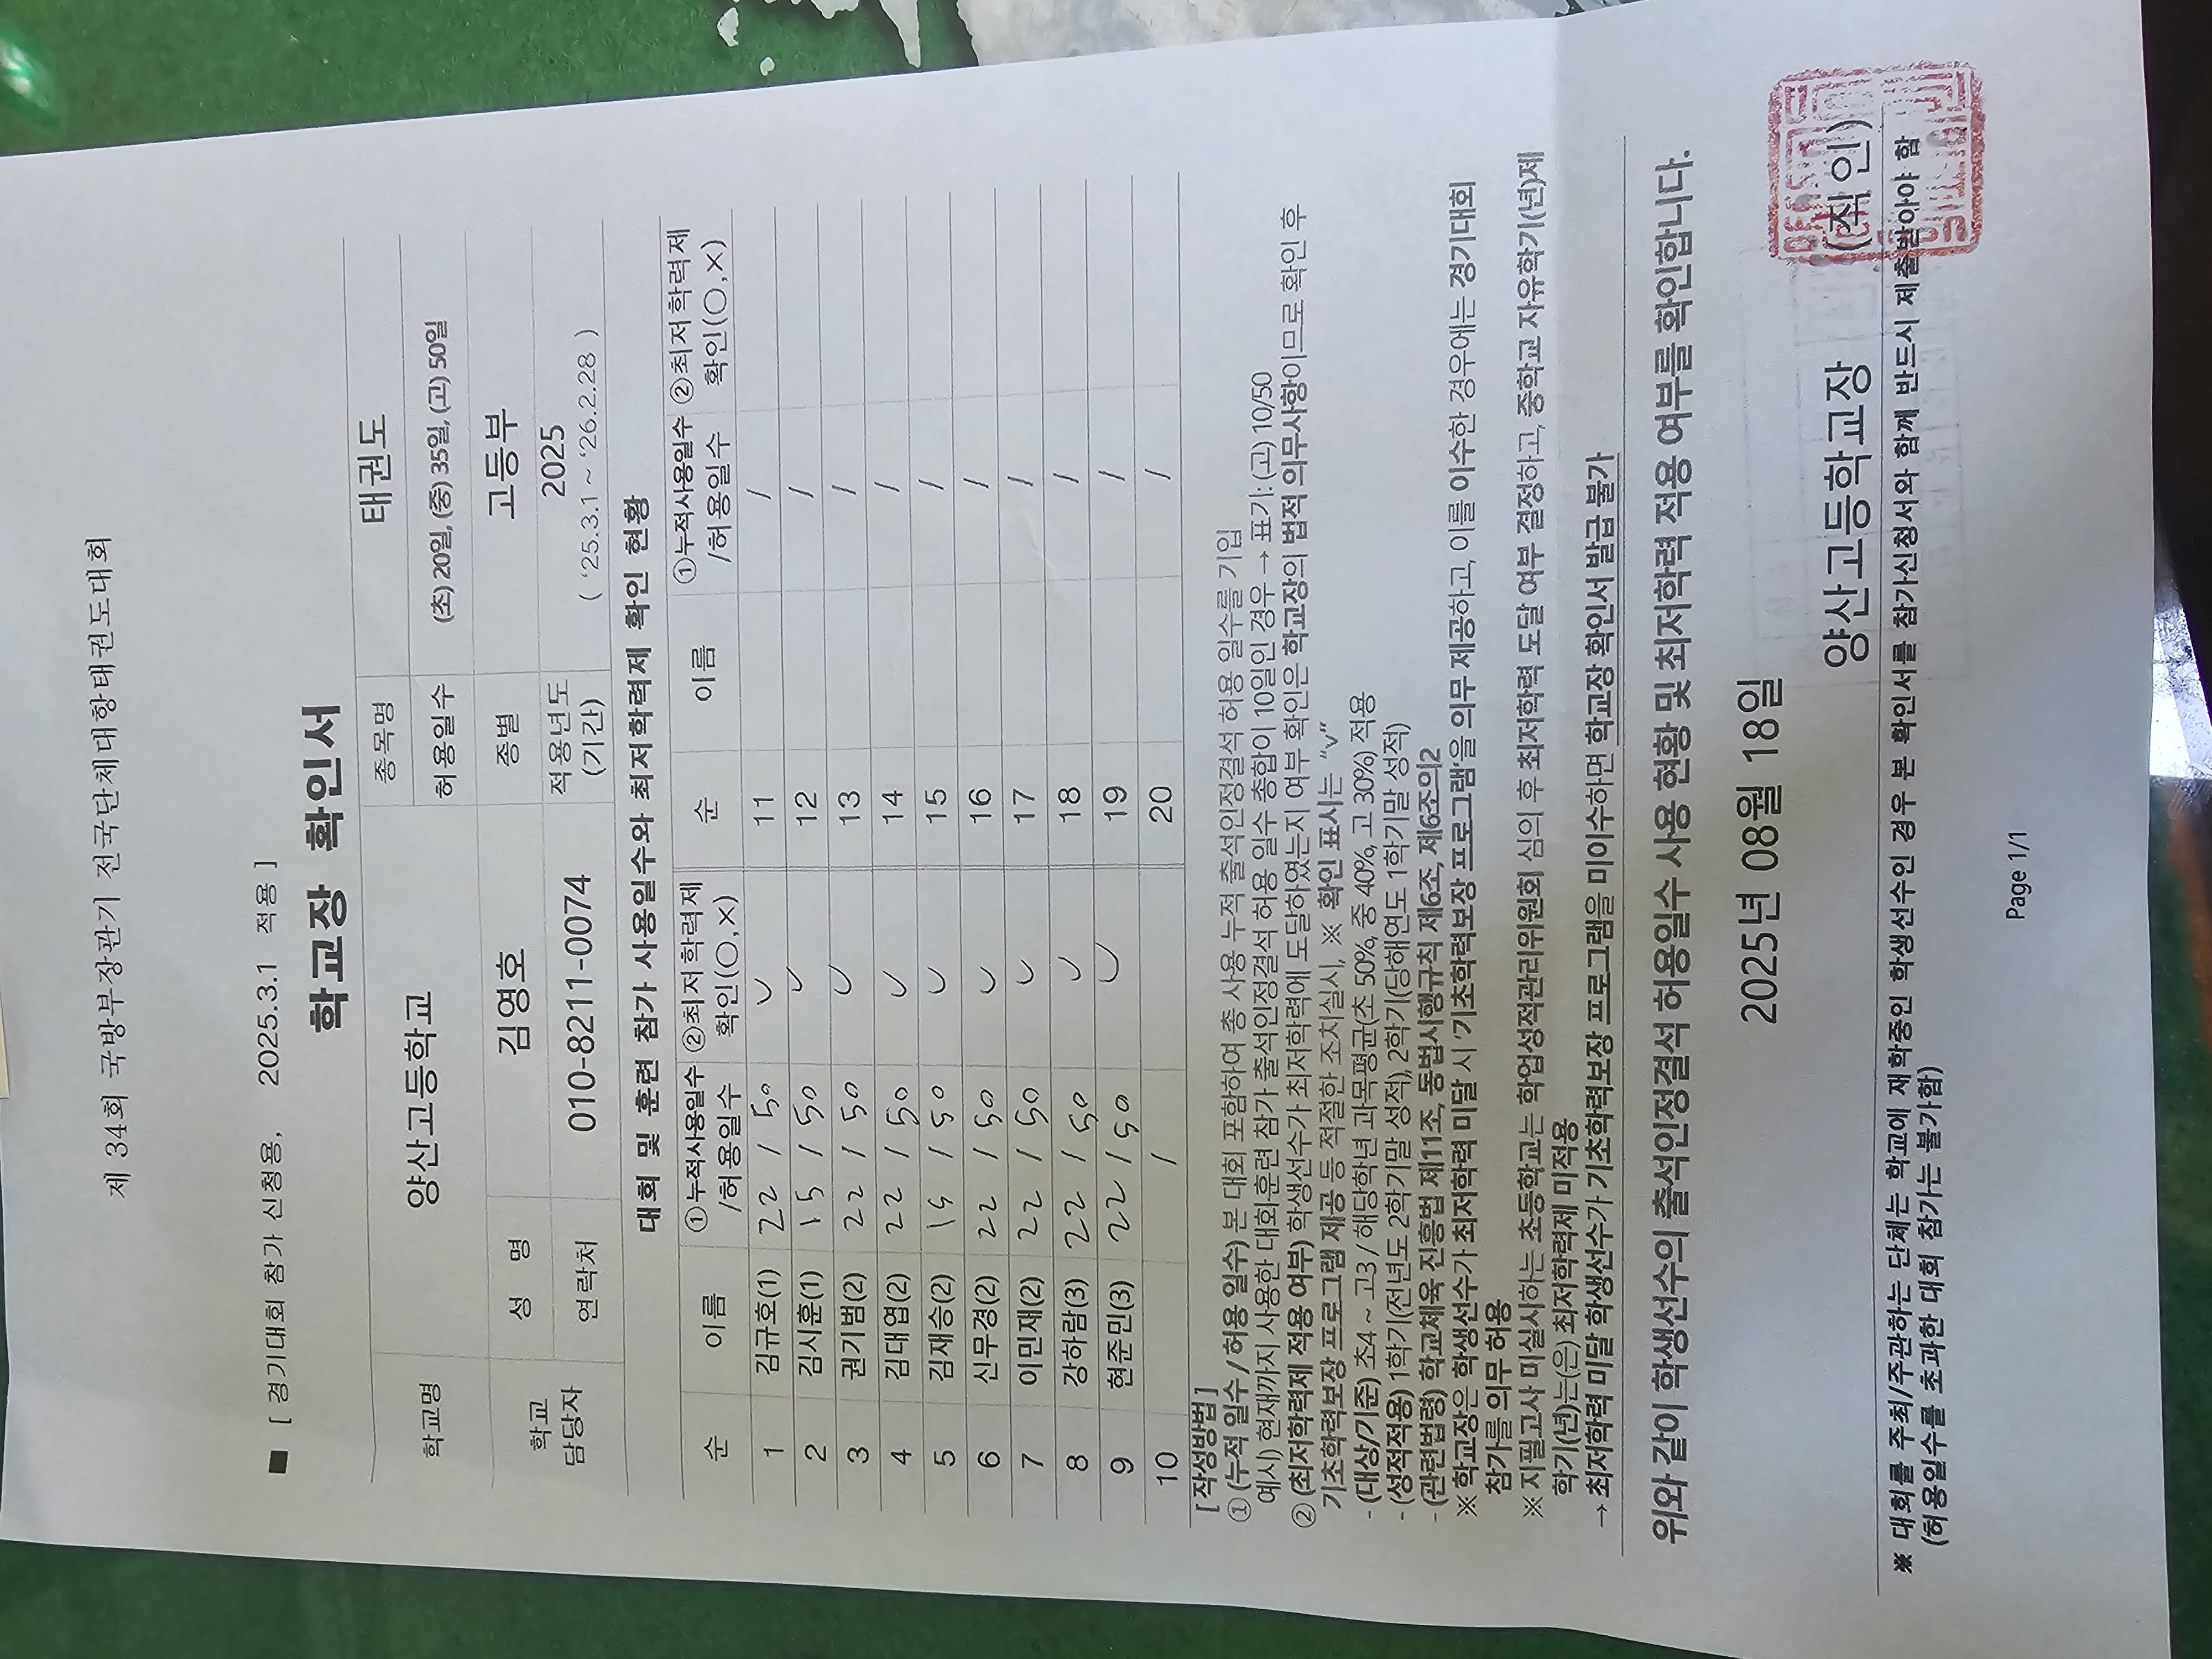 제 34회 국방부장관기 전국단체대항태권도대회
■ [ 경기대회 참가 신청용, 2025.3.1 적용 ]
학교장 확인서
학교명 양산고등학교 종목명 태권도
허용일수 (초) 20일, (중) 35일, (고) 50일
학교 담당자 성 명 김영호 종별 고등부
연락처 010-8211-0074 적용년도 (기간) 2025 ( ‘25.3.1 ~ ‘26.2.28 )
대회 및 훈련 참가 사용일수와 최저학력제 확인 현황
순 이름 ①누적사용일수 /허용일수 ②최저학력제 확인(○,×) 순 이름 ①누적사용일수 /허용일수 ②최저학력제 확인(○,×)
1 김규호(1) 22 / 50 ✓ 11 /
2 김시훈(1) 15 / 50 ✓ 12 /
3 권기범(2) 22 / 50 ✓ 13 /
4 김대엽(2) 22 / 50 ✓ 14 /
5 김재승(2) 15 / 50 ✓ 15 /
6 신무경(2) 22 / 50 ✓ 16 /
7 이민재(2) 22 / 50 ✓ 17 /
8 강하람(3) 22 / 50 ✓ 18 /
9 현준민(3) 22 / 50 ✓ 19 /
10 / 20 /
[ 작성방법 ]
① (누적 일수 / 허용 일수) 본 대회 포함하여 총 사용 누적 출석인정결석 허용 일수를 기입
예시) 현재까지 사용한 대회·훈련 참가 출석인정결석 허용 일수 총합이 10일인 경우 → 표기: (고) 10/50
② (최저학력제 적용 여부) 학생선수가 최저학력에 도달하였는지 여부 확인은 학교장의 법적 의무사항이므로 확인 후
기초학력보장 프로그램 제공 등 적절한 조치 실시, ※ 확인 표시는 “v”
- (대상/기준) 초4 ~ 고3 / 해당학년 과목평균(초 50%, 중 40%, 고 30%) 적용
- (성적적용) 1학기(전년도 2학기말 성적), 2학기(당해연도 1학기말 성적)
- (관련법령) 학교체육 진흥법 제11조, 동법시행규칙 제6조, 제6조의2
※ 학교장은 학생선수가 최저학력 미달 시 ‘기초학력보장 프로그램’을 의무 제공하고, 이를 이수한 경우에는 경기대회
참가를 의무 허용
※ 지필고사 미실시하는 초등학교는 학업성적관리위원회 심의 후 최저학력 도달 여부 결정하고, 중학교 자유학기(년)제
학기(년)는(은) 최저학력제 미적용
→ 최저학력 미달 학생선수가 기초학력보장 프로그램을 미이수하면 학교장 확인서 발급 불가
위와 같이 학생선수의 출석인정결석 허용일수 사용 현황 및 최저학력 적용 여부를 확인합니다.
2025년 08월 18일
양산고등학교장 (직인)
※ 대회를 주최/주관하는 단체는 학교에 재학중인 학생선수인 경우 본 확인서를 참가신청서와 함께 반드시 제출받아야 함
(허용일수를 초과한 대회 참가는 불가함)
Page 1/1